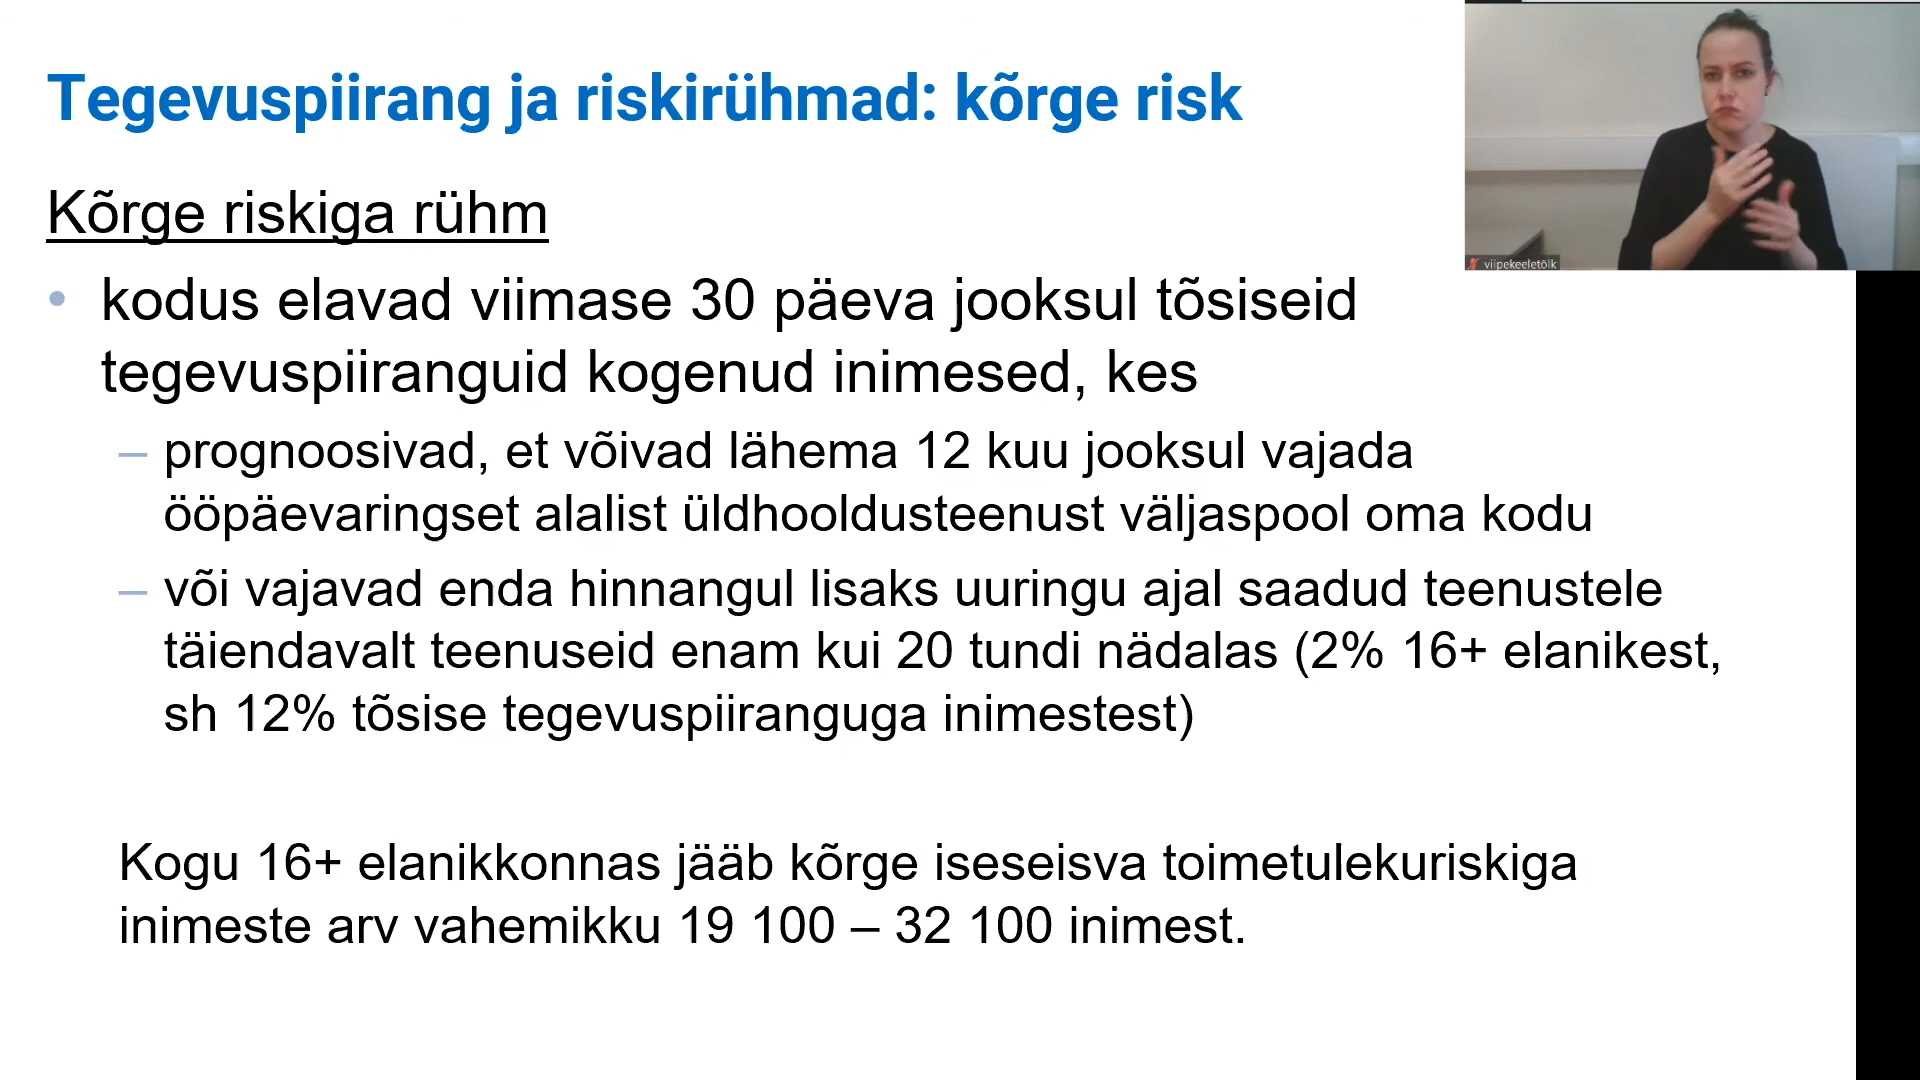 Tegevuspiirang ja riskirühmad: kõrge risk
Kõrge riskiga rühm
• kodus elavad viimase 30 päeva jooksul tõsiseid
tegevuspiiranguid kogenud inimesed, kes
– prognoosivad, et võivad lähema 12 kuu jooksul vajada
ööpäevaringset alalist üldhooldusteenust väljaspool oma kodu
– või vajavad enda hinnangul lisaks uuringu ajal saadud teenustele
täiendavalt teenuseid enam kui 20 tundi nädalas (2% 16+ elanikest,
sh 12% tõsise tegevuspiiranguga inimestest)
Kogu 16+ elanikkonnas jääb kõrge iseseisva toimetulekuriskiga
inimeste arv vahemikku 19 100 – 32 100 inimest.
viipekeeletõlk